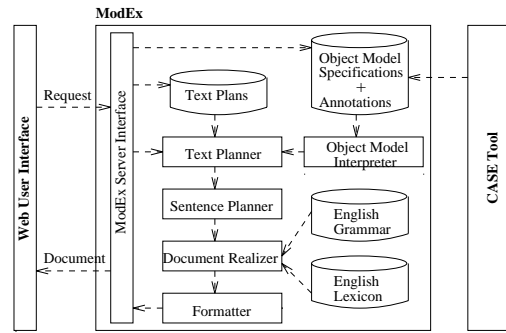 ModEx
Web User Interface
Request
Document
ModEx Server Interface
Text Plans
Object Model
Specifications
+
Annotations
Text Planner
Object Model
Interpreter
Sentence Planner
English
Grammar
Document Realizer
English
Lexicon
Formatter
CASE Tool